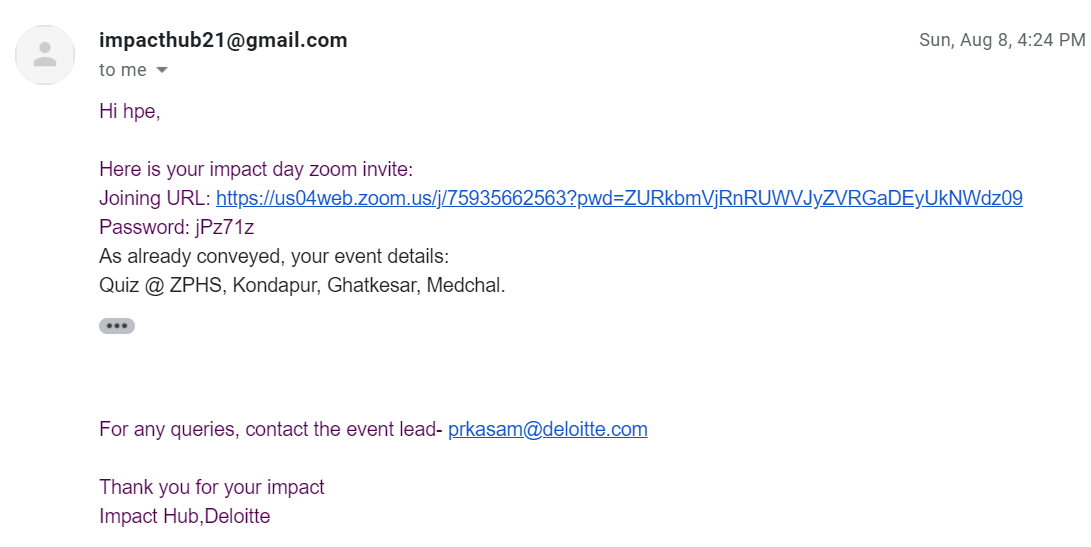 impacthub21@gmail.com
Sun, Aug 8, 4:24 PM
to me
Hi hpe,
Here is your impact day zoom invite:
Joining URL: https://us04web.zoom.us/j/75935662563?pwd=ZURkbmVjRnRUWVJyZVRGaDEyUkNWdz09
Password: jPz71z
As already conveyed, your event details:
Quiz @ ZPHS, Kondapur, Ghatkesar, Medchal.
For any queries, contact the event lead- prkasam@deloitte.com
Thank you for your impact
Impact Hub,Deloitte